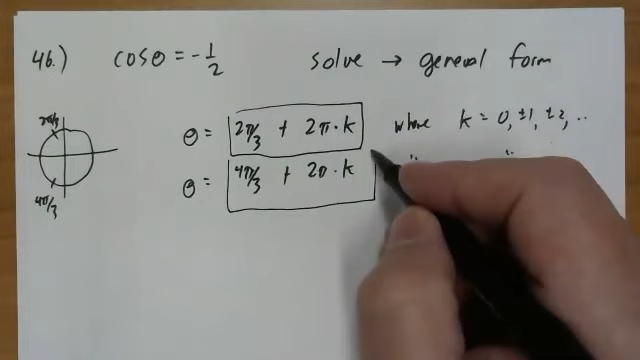 46.) cosθ = -1/2 solve → general form
2π/3
θ = 2π/3 + 2π·k where k = 0, ±1, ±2, ..
θ = 4π/3 + 2π·k " "
4π/3